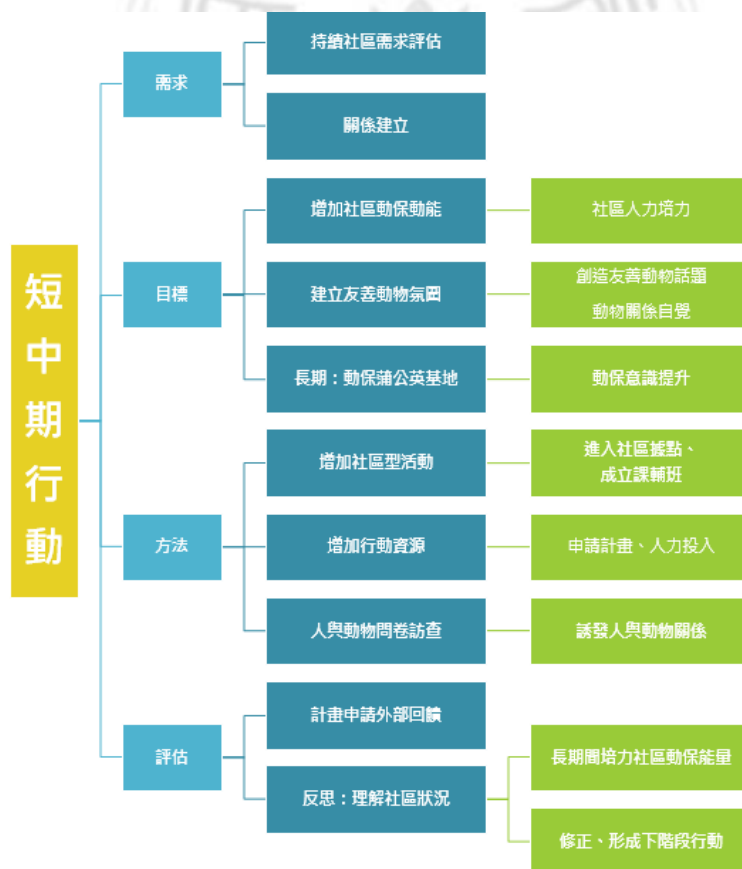 短中期行動
需求
持續社區需求評估
關係建立
目標
增加社區動保動能
社區人力培力
建立友善動物氛圍
創造友善動物話題
動物關係自覺
長期：動保蒲公英基地
動保意識提升
方法
增加社區型活動
進入社區據點、
成立課輔班
增加行動資源
申請計畫、人力投入
人與動物問卷訪查
誘發人與動物關係
評估
計畫申請外部回饋
反思：理解社區狀況
長期間培力社區動保能量
修正、形成下階段行動